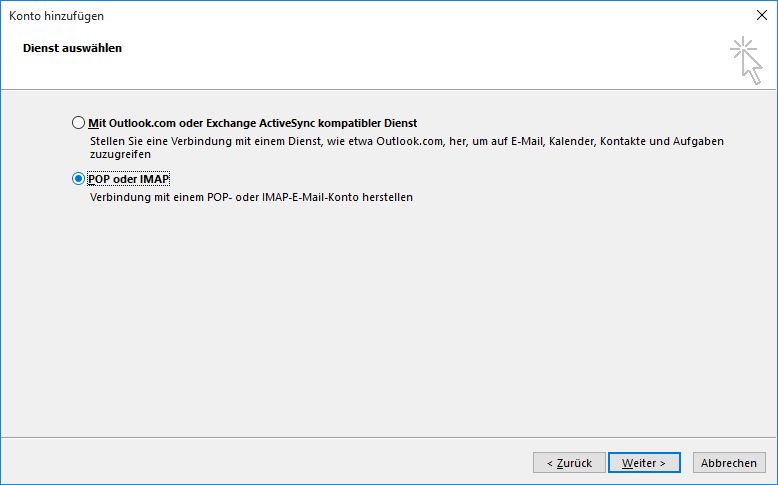 Konto hinzufügen
Dienst auswählen
Mit Outlook.com oder Exchange ActiveSync kompatibler Dienst
Stellen Sie eine Verbindung mit einem Dienst, wie etwa Outlook.com, her, um auf E-Mail, Kalender, Kontakte und Aufgaben
zuzugreifen
POP oder IMAP
Verbindung mit einem POP- oder IMAP-E-Mail-Konto herstellen
< Zurück
Weiter >
Abbrechen